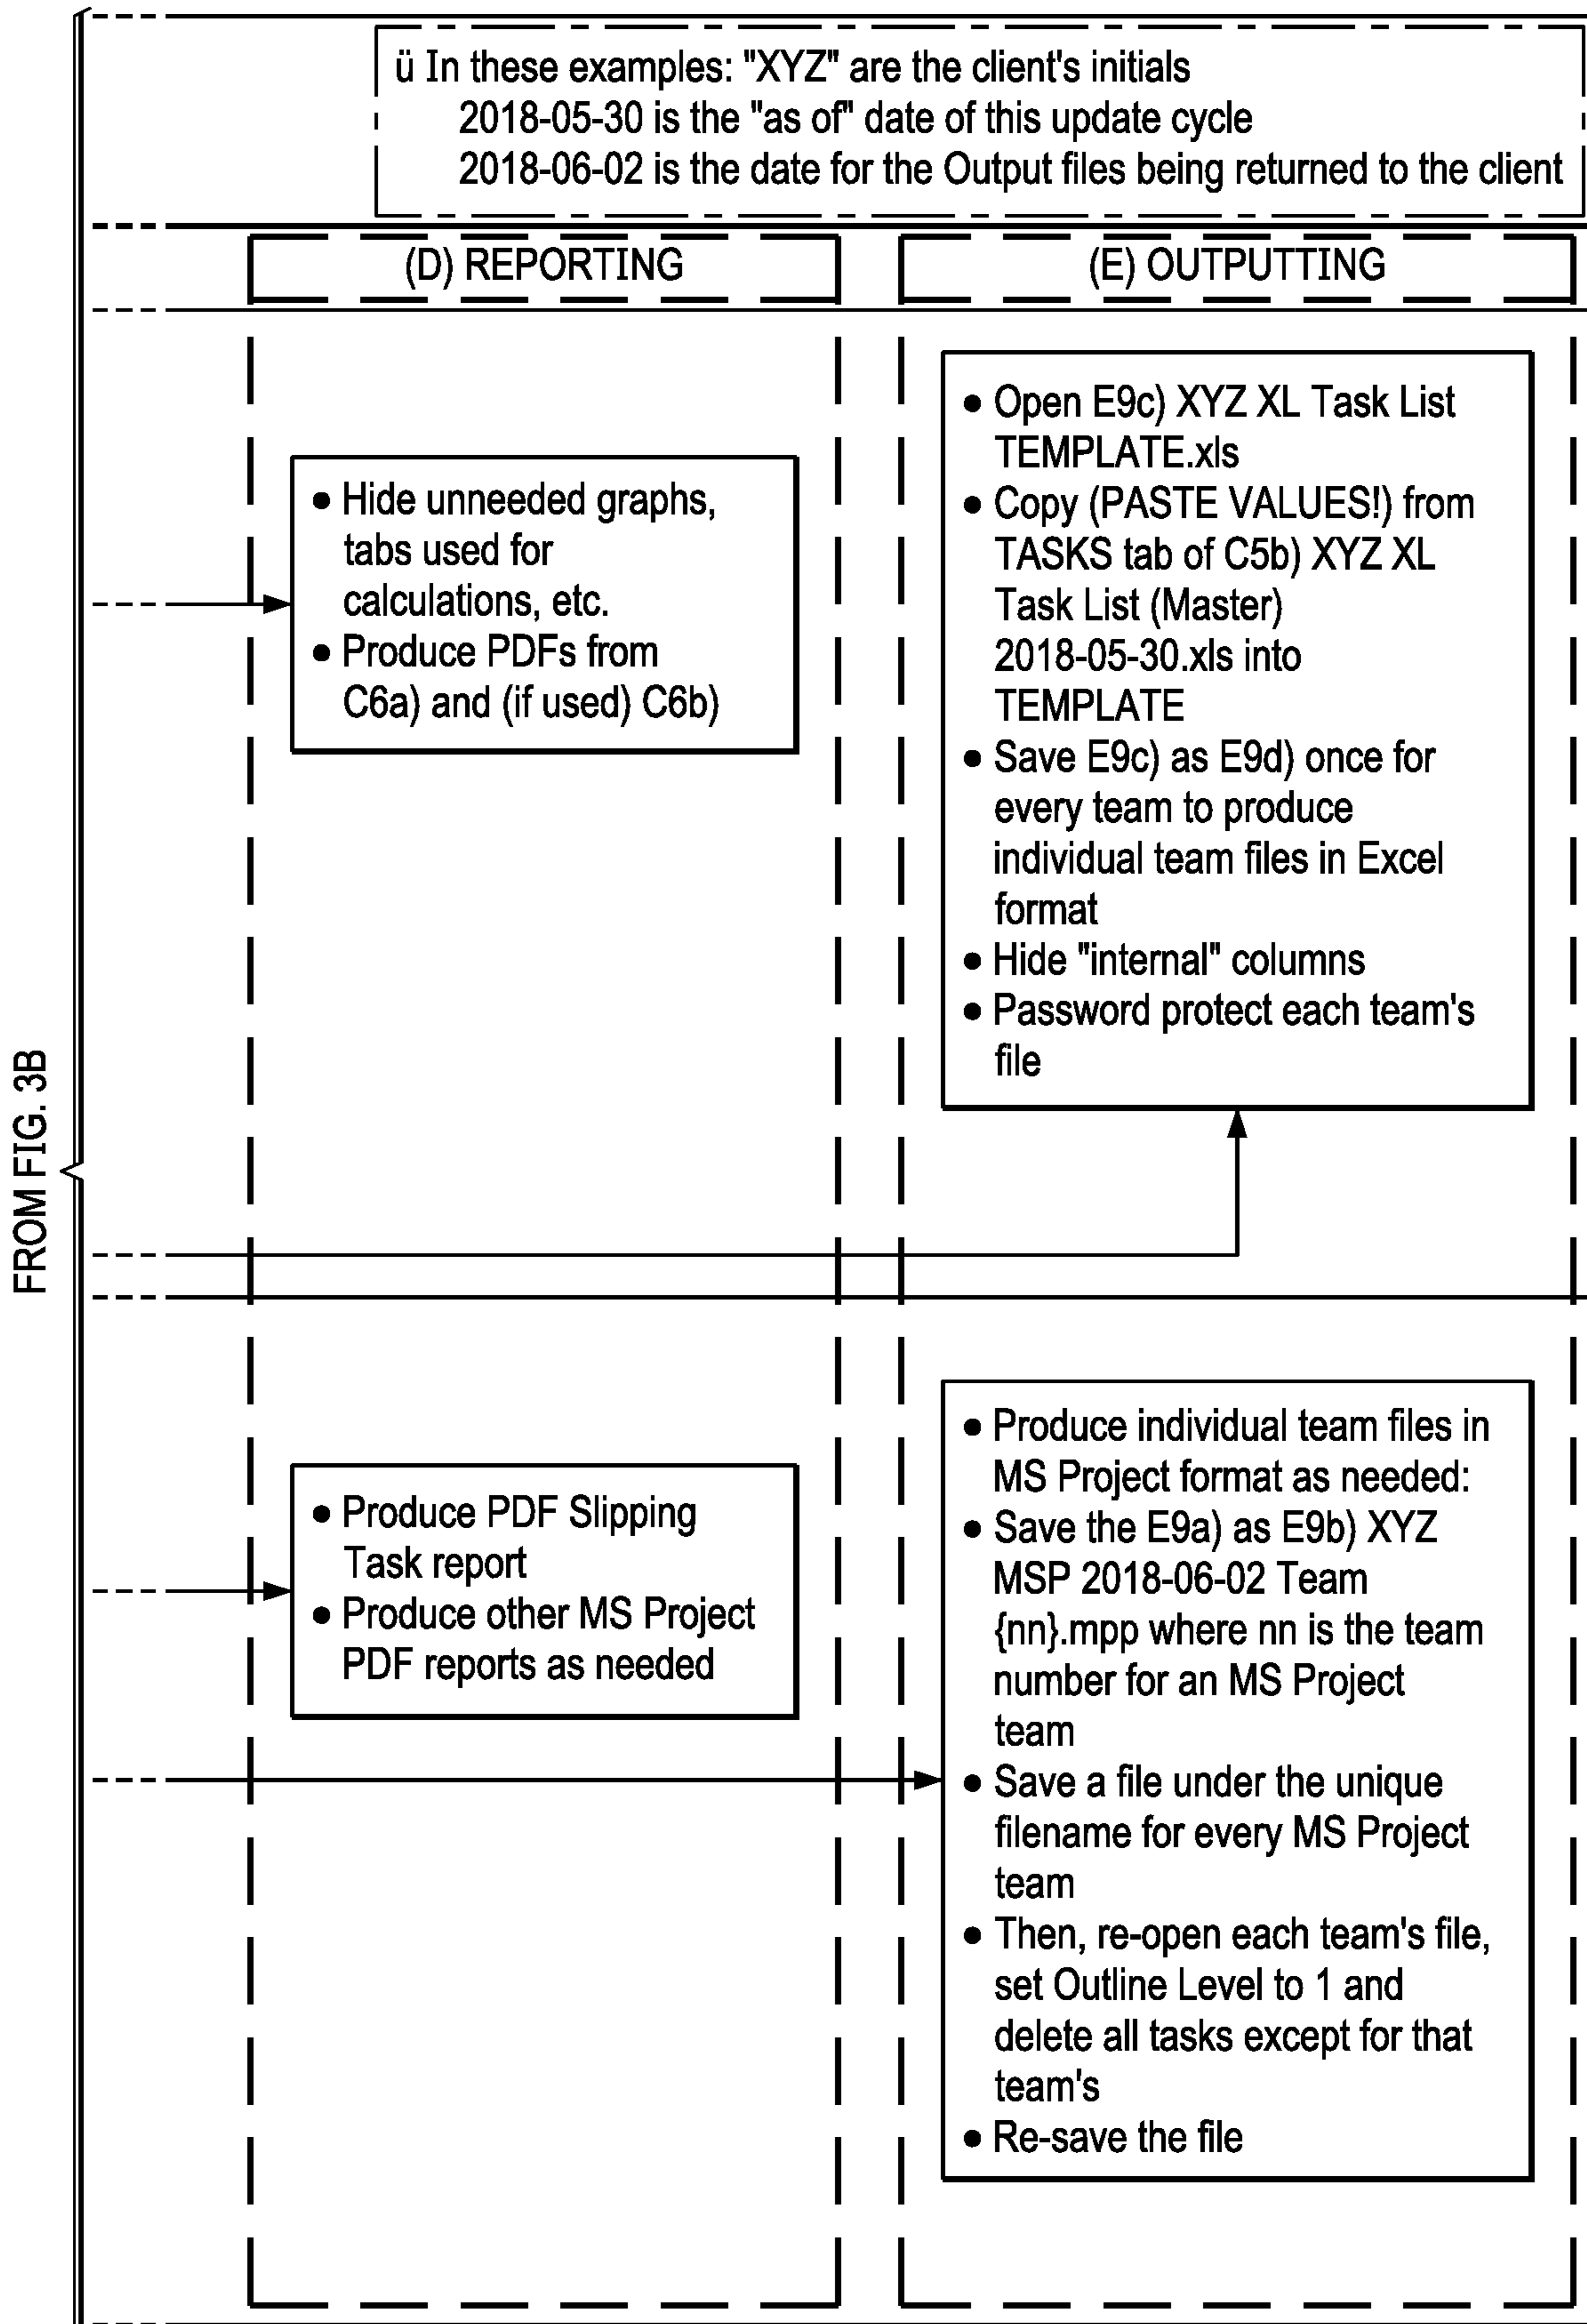 ü In these examples: "XYZ" are the client's initials
2018-05-30 is the "as of" date of this update cycle
2018-06-02 is the date for the Output files being returned to the client
(D) REPORTING
(E) OUTPUTTING
● Hide unneeded graphs,
tabs used for
calculations, etc.
● Produce PDFs from
C6a) and (if used) C6b)
● Open E9c) XYZ XL Task List
TEMPLATE.xls
● Copy (PASTE VALUES!) from
TASKS tab of C5b) XYZ XL
Task List (Master)
2018-05-30.xls into
TEMPLATE
● Save E9c) as E9d) once for
every team to produce
individual team files in Excel
format
● Hide "internal" columns
● Password protect each team's
file
FROM FIG. 3B
● Produce PDF Slipping
Task report
● Produce other MS Project
PDF reports as needed
● Produce individual team files in
MS Project format as needed:
● Save the E9a) as E9b) XYZ
MSP 2018-06-02 Team
{nn}.mpp where nn is the team
number for an MS Project
team
● Save a file under the unique
filename for every MS Project
team
● Then, re-open each team's file,
set Outline Level to 1 and
delete all tasks except for that
team's
● Re-save the file